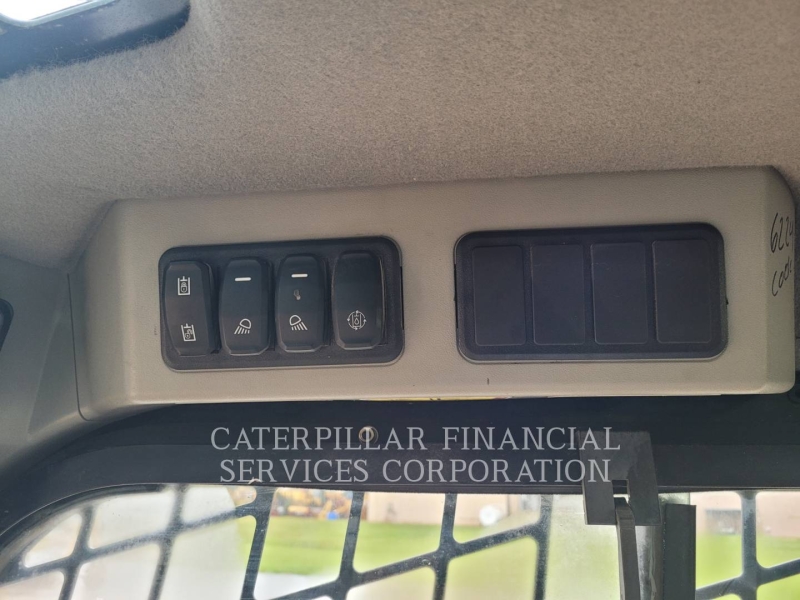 CATERPILLAR FINANCIAL
SERVICES CORPORATION